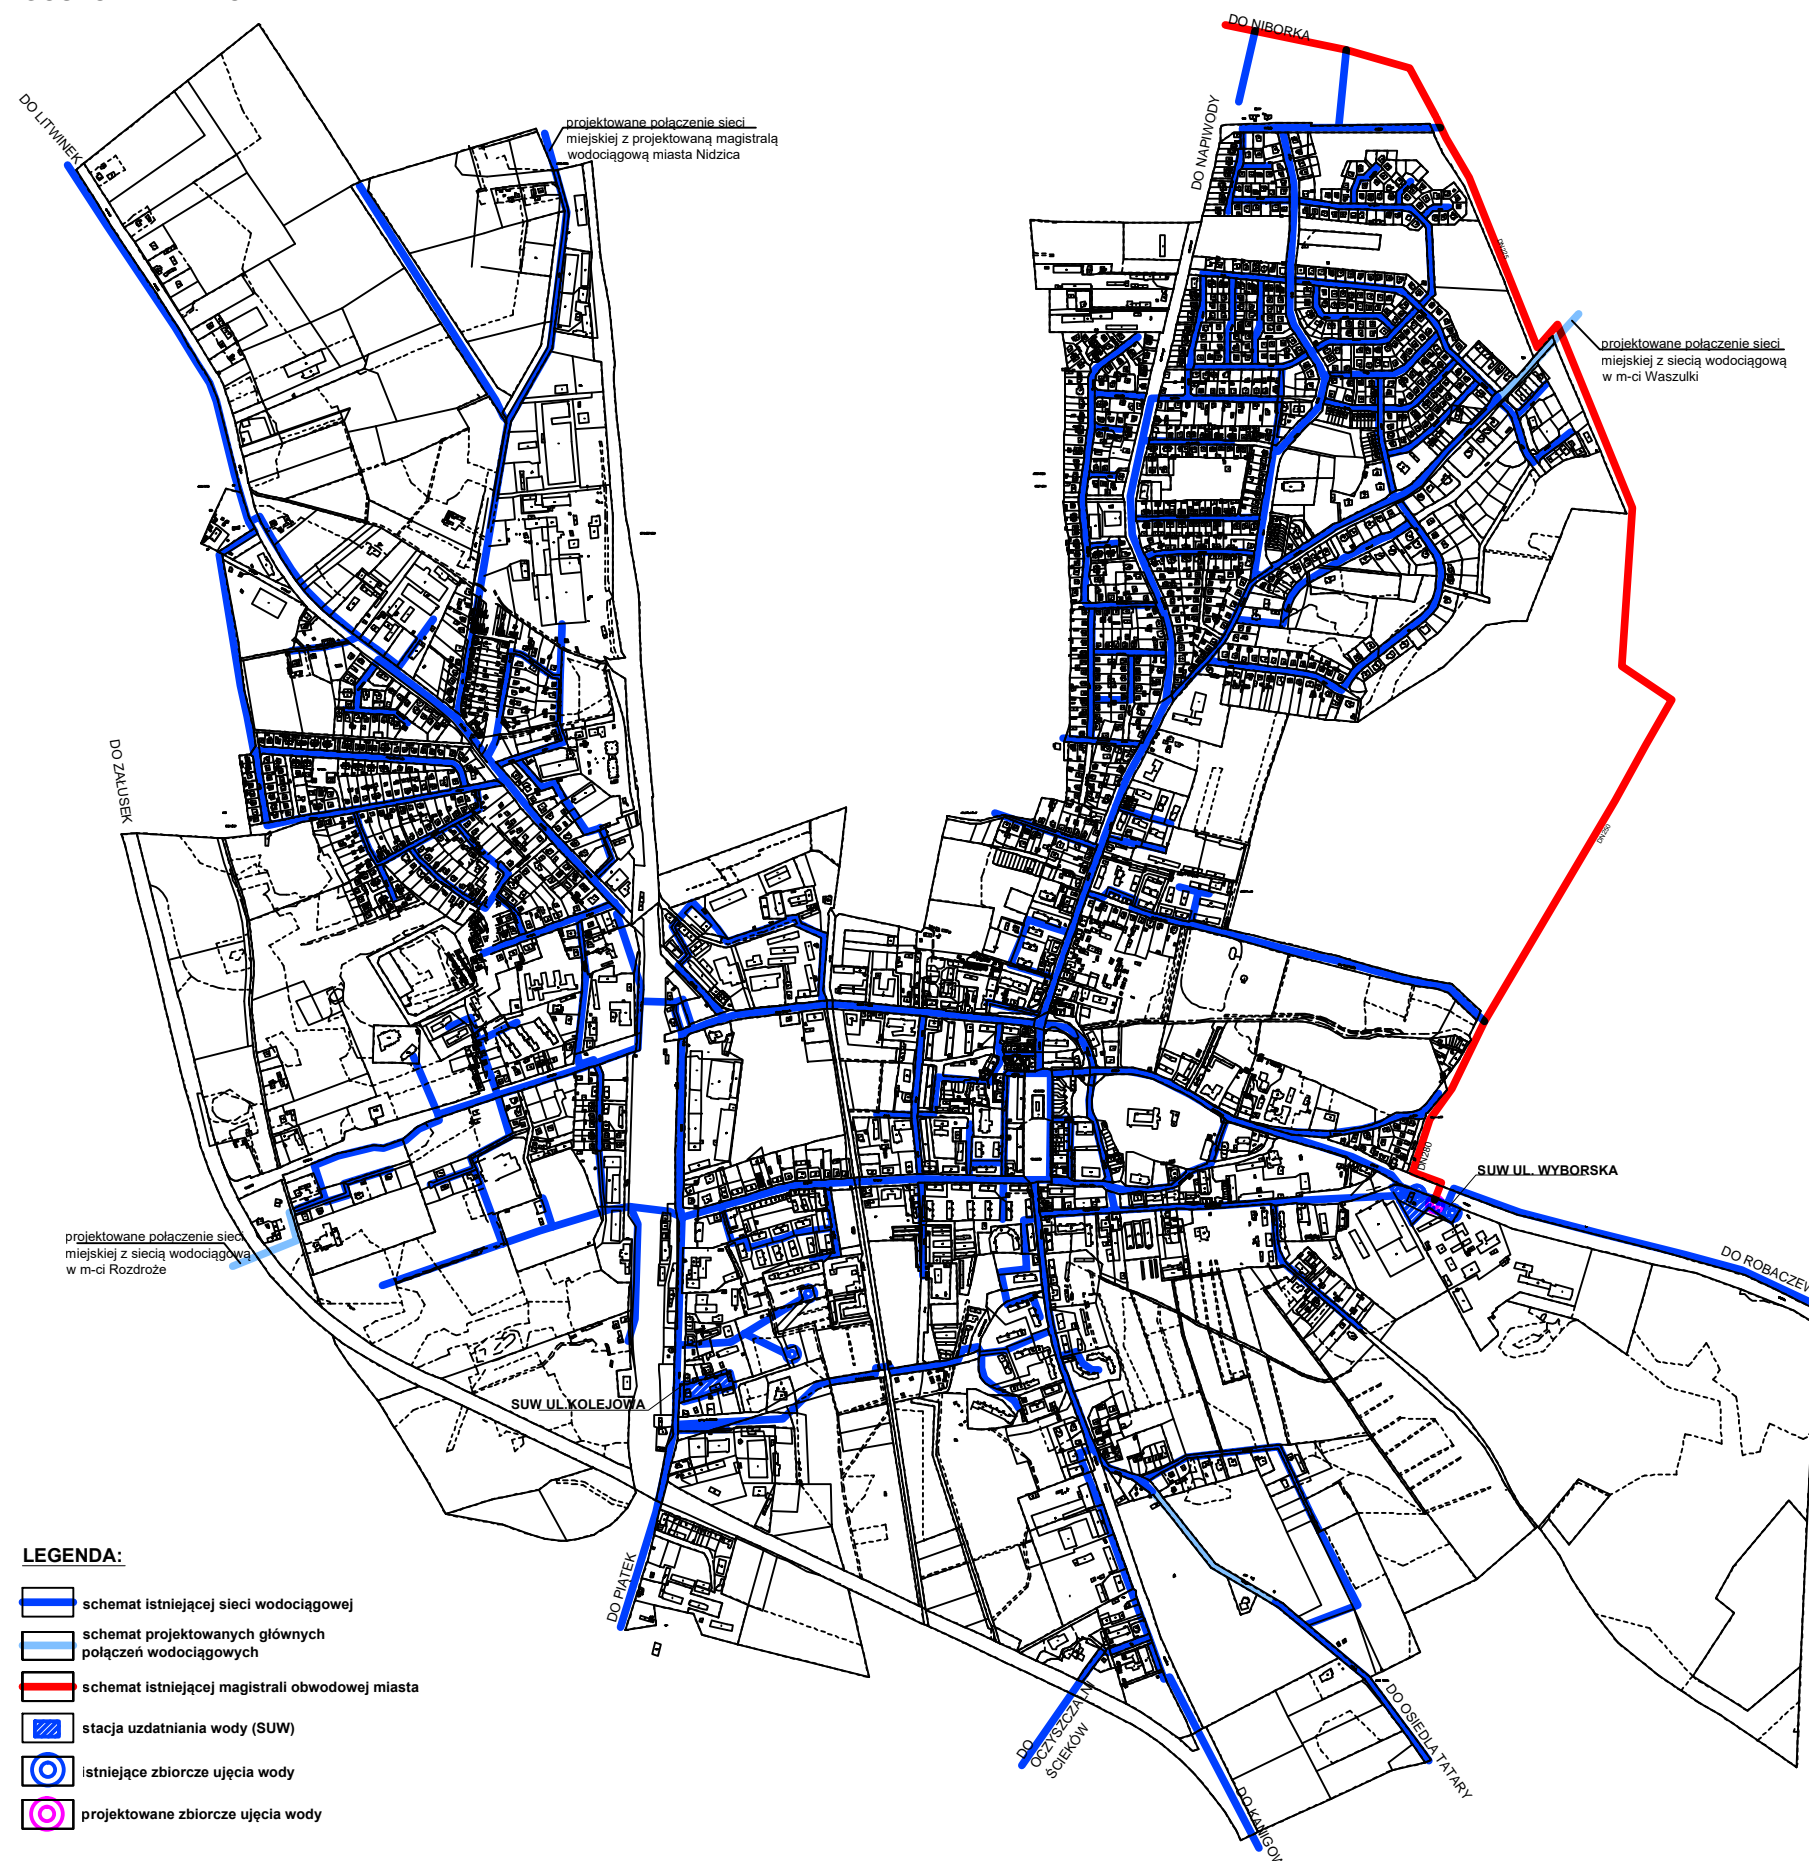 DO NIBORKA
DO LITWINEK
DO NAPIWODY
projektowane połączenie sieci
miejskiej z projektowaną magistralą
wodociągową miasta Nidzica
projektowane połączenie sieci
miejskiej z siecią wodociągową
w m-ci Waszulki
DO ZAŁUSEK
DN250
DN280
SUW UL. WYBORSKA
projektowane połączenie sieci
miejskiej z siecią wodociągową
w m-ci Rozdroże
DO ROBACZEW
SUW UL.KOLEJOWA
DO PIĄTEK
DO
OCZYSZCZALNI
ŚCIEKÓW
DO OSIEDLA TATARY
DO KANIGOW
LEGENDA:
schemat istniejącej sieci wodociągowej
schemat projektowanych głównych
połączeń wodociągowych
schemat istniejącej magistrali obwodowej miasta
stacja uzdatniania wody (SUW)
istniejące zbiorcze ujęcia wody
projektowane zbiorcze ujęcia wody